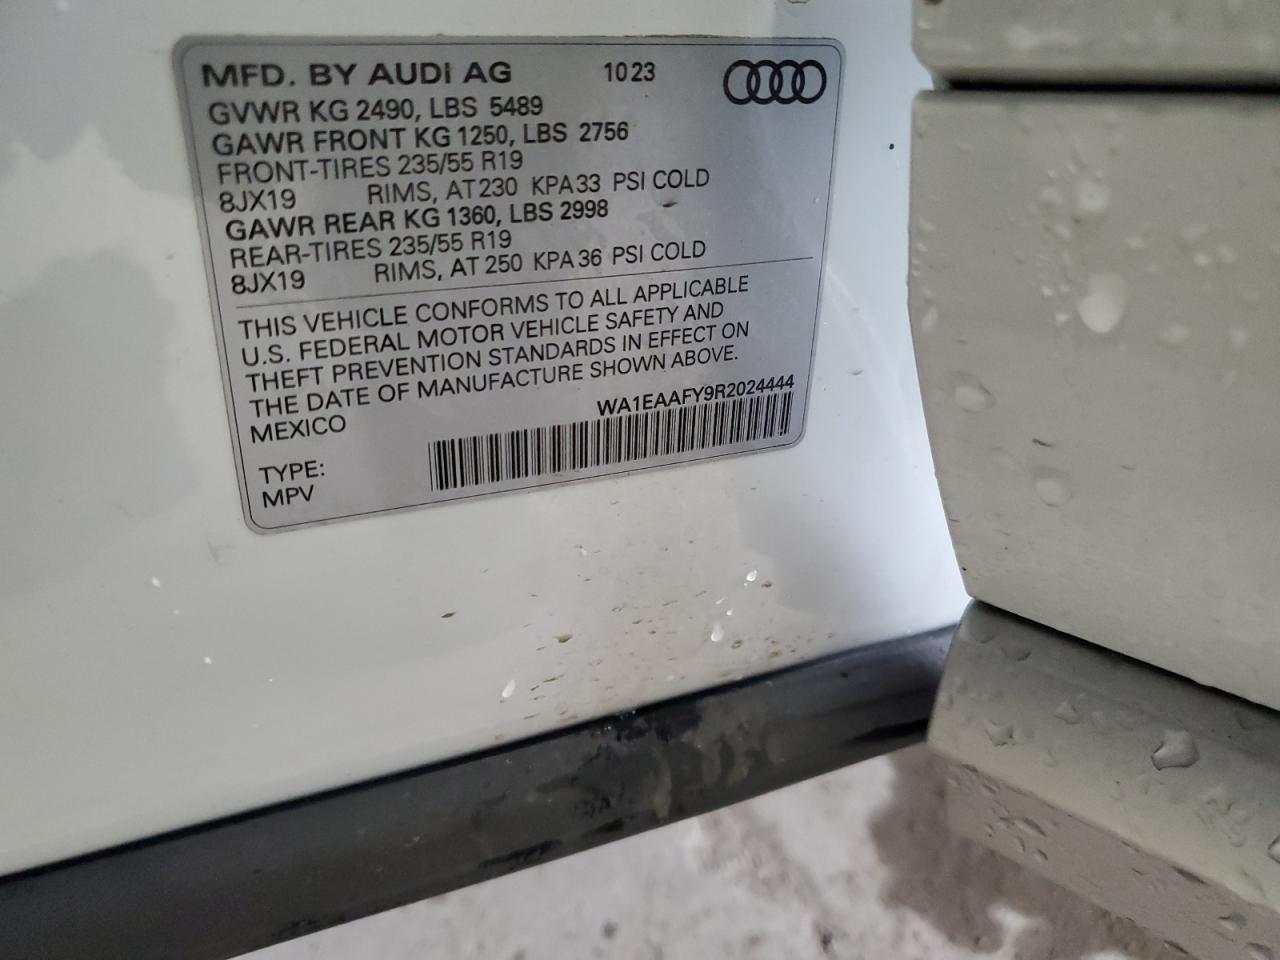 MFD. BY AUDI AG 1023
GVWR KG 2490, LBS 5489
GAWR FRONT KG 1250, LBS 2756
FRONT-TIRES 235/55 R19
8JX19 RIMS, AT 230 KPA 33 PSI COLD
GAWR REAR KG 1360, LBS 2998
REAR-TIRES 235/55 R19
8JX19 RIMS, AT 250 KPA 36 PSI COLD
THIS VEHICLE CONFORMS TO ALL APPLICABLE
U.S. FEDERAL MOTOR VEHICLE SAFETY AND
THEFT PREVENTION STANDARDS IN EFFECT ON
THE DATE OF MANUFACTURE SHOWN ABOVE.
MEXICO
WA1EAAFY9R2024444
TYPE:
MPV